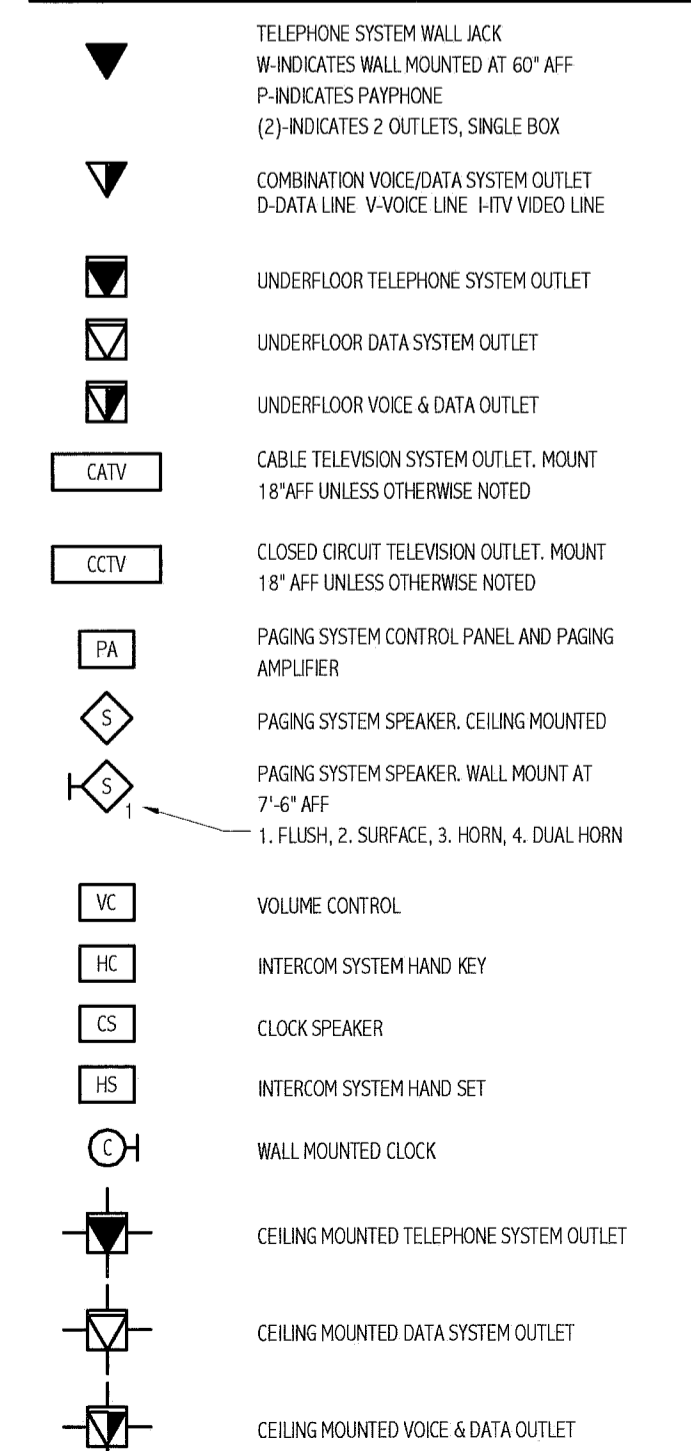 TELEPHONE SYSTEM WALL JACK
W-INDICATES WALL MOUNTED AT 60" AFF
P-INDICATES PAYPHONE
(2)-INDICATES 2 OUTLETS, SINGLE BOX
COMBINATION VOICE/DATA SYSTEM OUTLET
D-DATA LINE V-VOICE LINE I-ITV VIDEO LINE
UNDERFLOOR TELEPHONE SYSTEM OUTLET
UNDERFLOOR DATA SYSTEM OUTLET
UNDERFLOOR VOICE & DATA OUTLET
CATV
CABLE TELEVISION SYSTEM OUTLET. MOUNT
18"AFF UNLESS OTHERWISE NOTED
CCTV
CLOSED CIRCUIT TELEVISION OUTLET. MOUNT
18" AFF UNLESS OTHERWISE NOTED
PA
PAGING SYSTEM CONTROL PANEL AND PAGING
AMPLIFIER
S
PAGING SYSTEM SPEAKER. CEILING MOUNTED
S
1
PAGING SYSTEM SPEAKER. WALL MOUNT AT
7'-6" AFF
1. FLUSH, 2. SURFACE, 3. HORN, 4. DUAL HORN
VC
VOLUME CONTROL
HC
INTERCOM SYSTEM HAND KEY
CS
CLOCK SPEAKER
HS
INTERCOM SYSTEM HAND SET
C
WALL MOUNTED CLOCK
CEILING MOUNTED TELEPHONE SYSTEM OUTLET
CEILING MOUNTED DATA SYSTEM OUTLET
CEILING MOUNTED VOICE & DATA OUTLET